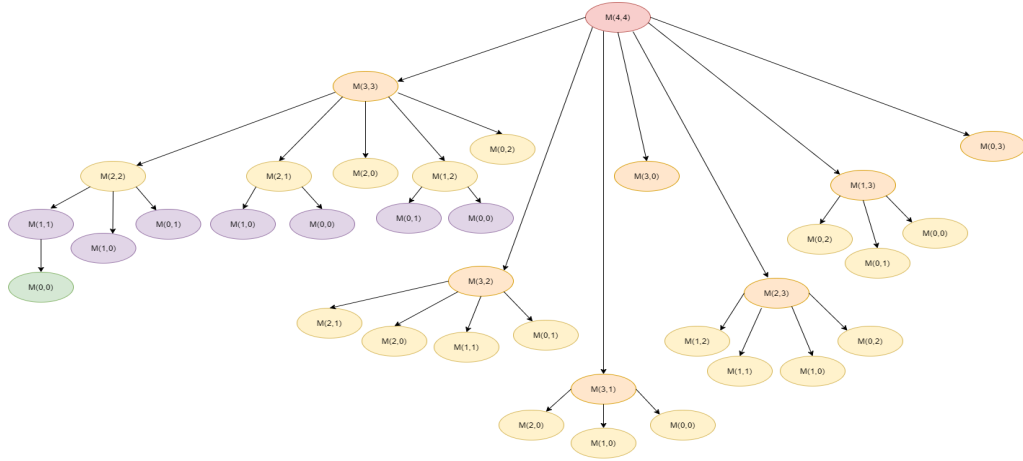 M(4,4)
M(3,3)
M(0,3)
M(0,2)
M(2,2)
M(2,1)
M(2,0)
M(1,2)
M(3,0)
M(1,3)
M(1,1)
M(1,0)
M(0,1)
M(1,0)
M(0,0)
M(0,1)
M(0,0)
M(0,2)
M(0,1)
M(0,0)
M(0,0)
M(3,2)
M(2,3)
M(2,1)
M(2,0)
M(1,1)
M(0,1)
M(1,2)
M(1,1)
M(1,0)
M(0,2)
M(3,1)
M(2,0)
M(1,0)
M(0,0)